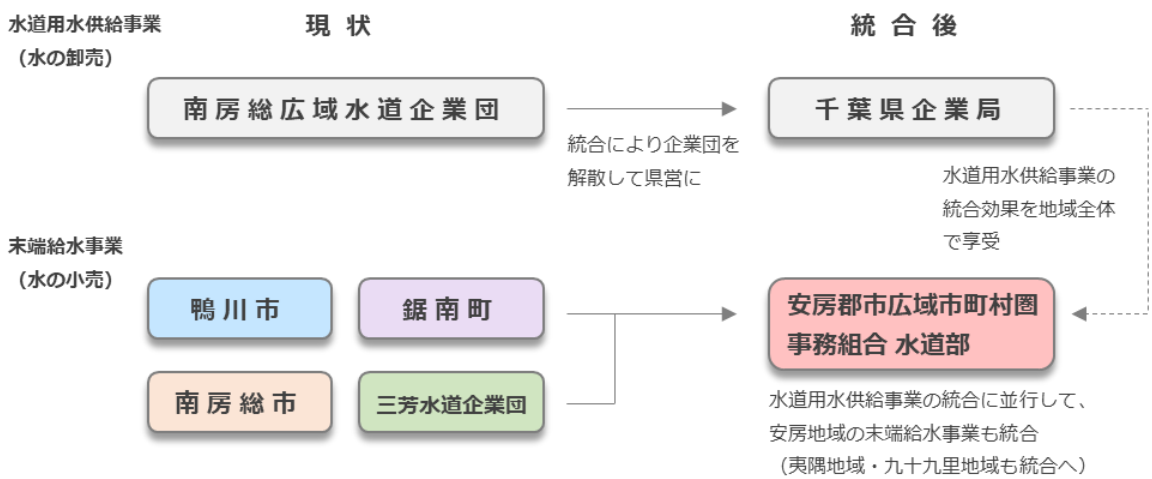 水道用水供給事業
（水の卸売）
現状
統合後
南房総広域水道企業団
千葉県企業局
統合により企業団を
解散して県営に
水道用水供給事業の
統合効果を地域全体
で享受
末端給水事業
（水の小売）
鴨川市
鋸南町
南房総市
三芳水道企業団
安房郡市広域市町村圏
事務組合 水道部
水道用水供給事業の統合に並行して、
安房地域の末端給水事業も統合
（夷隅地域・九十九里地域も統合へ）